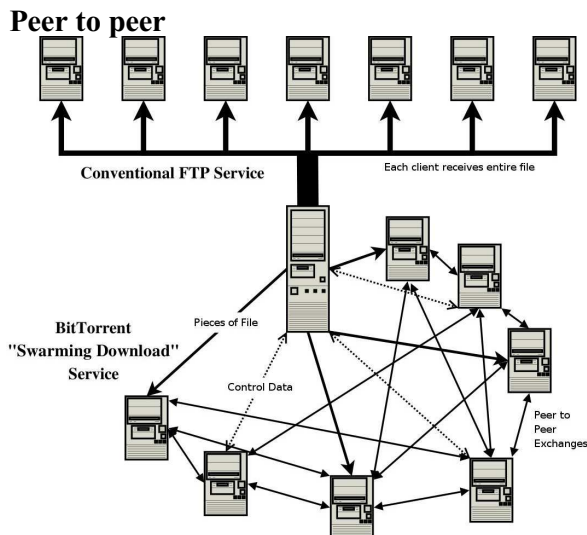 Peer to peer
Conventional FTP Service
Each client receives entire file
Pieces of File
BitTorrent
"Swarming Download"
Service
Control Data
Peer to
Peer
Exchanges